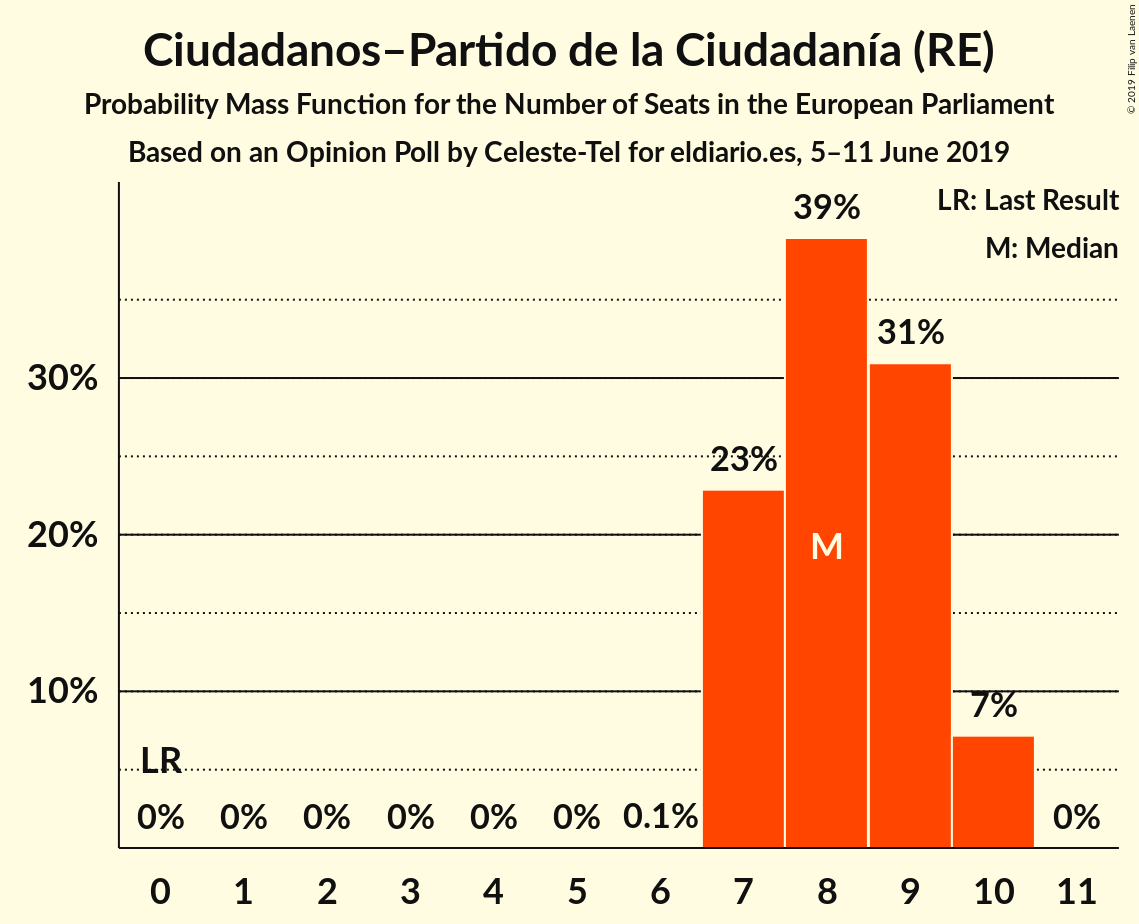 Ciudadanos–Partido de la Ciudadanía (RE)
Probability Mass Function for the Number of Seats in the European Parliament
Based on an Opinion Poll by Celeste-Tel for eldiario.es, 5–11 June 2019
© 2019 Filip van Laenen
LR: Last Result
M: Median
39%
31%
30%
23%
20%
M
10%
7%
LR
0% 0% 0% 0% 0% 0% 0.1% 0%
0 1 2 3 4 5 6 7 8 9 10 11